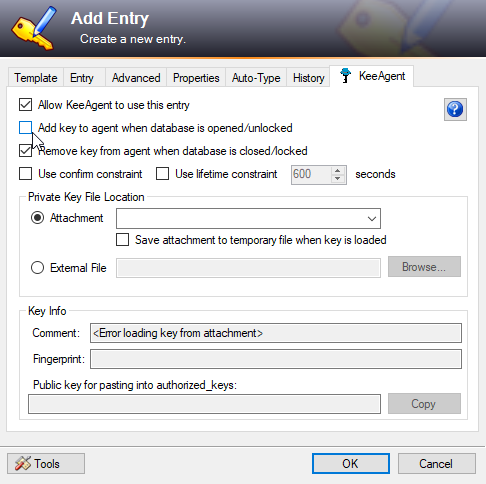 Add Entry
Create a new entry.
Template Entry Advanced Properties Auto-Type History KeeAgent
Allow KeeAgent to use this entry
Add key to agent when database is opened/unlocked
Remove key from agent when database is closed/locked
Use confirm constraint Use lifetime constraint 600 seconds
Private Key File Location
Attachment
Save attachment to temporary file when key is loaded
External File Browse...
Key Info
Comment: <Error loading key from attachment>
Fingerprint:
Public key for pasting into authorized_keys:
Copy
Tools OK Cancel